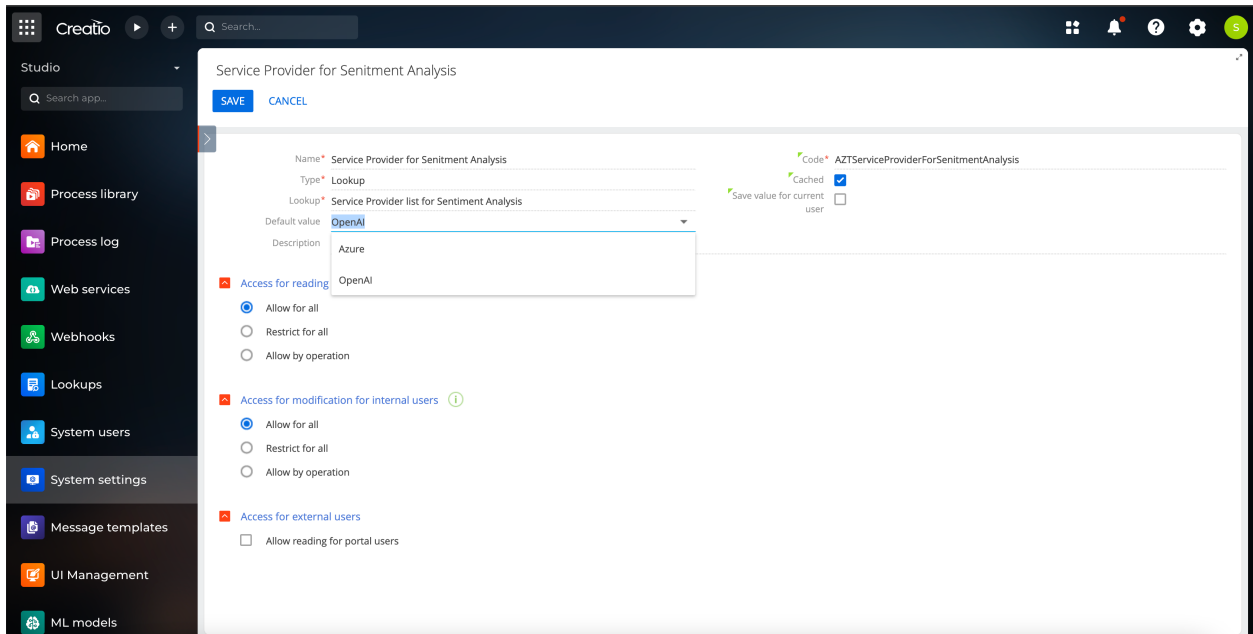 Creatio
Search...
S
Studio
Search app...
Home
Process library
Process log
Web services
Webhooks
Lookups
System users
System settings
Message templates
UI Management
ML models
Service Provider for Senitment Analysis
SAVE CANCEL
Name* Service Provider for Senitment Analysis
Type* Lookup
Lookup* Service Provider list for Sentiment Analysis
Default value OpenAI
Description
Azure
OpenAI
Code* AZTServiceProviderForSenitmentAnalysis
Cached
Save value for current
user
Access for reading
Allow for all
Restrict for all
Allow by operation
Access for modification for internal users i
Allow for all
Restrict for all
Allow by operation
Access for external users
Allow reading for portal users